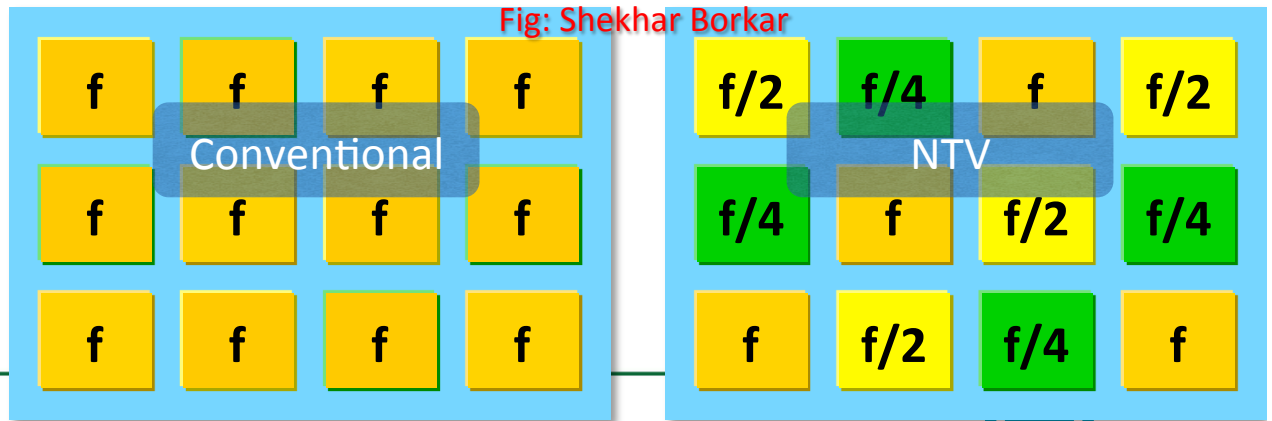 Fig: Shekhar Borkar
f f f f
Conventional
f f f f
f f f f
f/2 f/4 f f/2
NTV
f/4 f f/2 f/4
f f/2 f/4 f